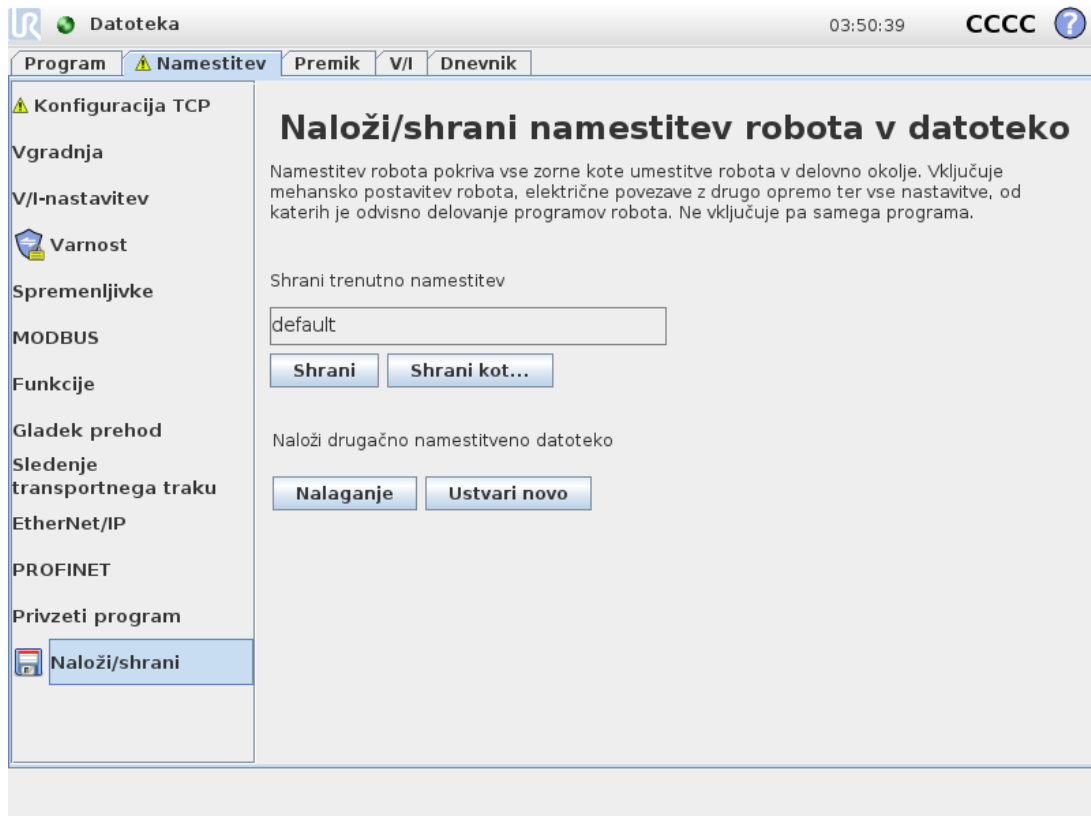 UR Datoteka 03:50:39 CCCC ?
Program Namestitev Premik V/I Dnevnik
Konfiguracija TCP
Vgradnja
V/I-nastavitev
Varnost
Spremenljivke
MODBUS
Funkcije
Gladek prehod
Sledenje
transportnega traku
EtherNet/IP
PROFINET
Privzeti program
Naloži/shrani
Naloži/shrani namestitev robota v datoteko
Namestitev robota pokriva vse zorne kote umestitve robota v delovno okolje. Vključuje
mehansko postavitev robota, električne povezave z drugo opremo ter vse nastavitve, od
katerih je odvisno delovanje programov robota. Ne vključuje pa samega programa.
Shrani trenutno namestitev
default
Shrani Shrani kot...
Naloži drugačno namestitveno datoteko
Nalaganje Ustvari novo